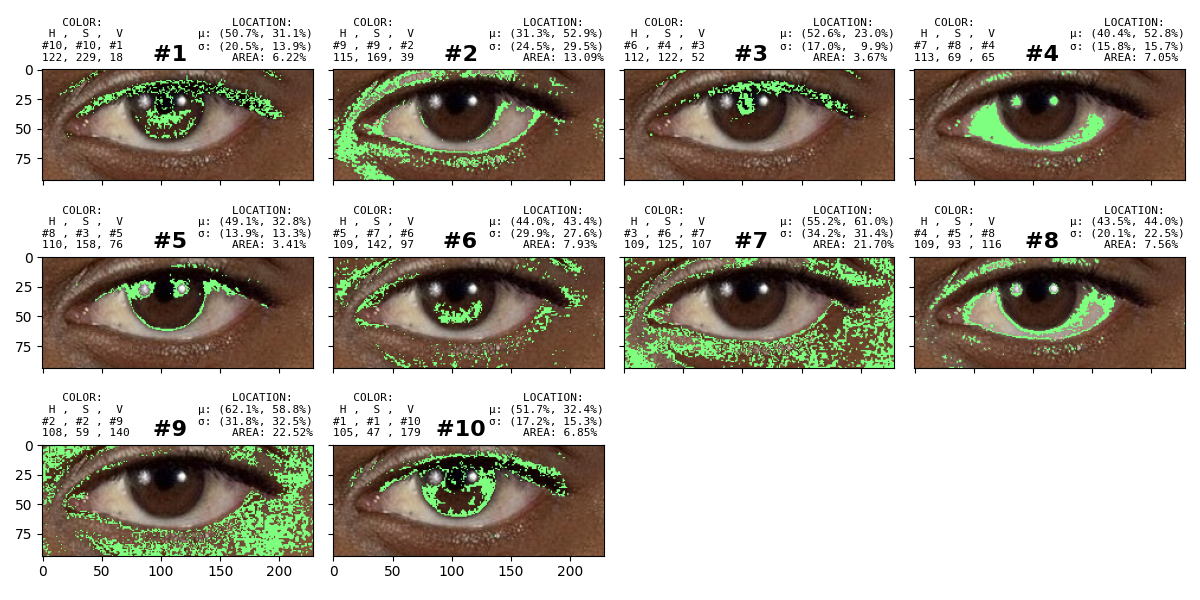 COLOR: LOCATION:
H , S , V μ: (50.7%, 31.1%)
#10, #10, #1 #1 σ: (20.5%, 13.9%)
122, 229, 18 AREA: 6.22%
COLOR: LOCATION:
H , S , V μ: (31.3%, 52.9%)
#9 , #9 , #2 #2 σ: (24.5%, 29.5%)
115, 169, 39 AREA: 13.09%
COLOR: LOCATION:
H , S , V μ: (52.6%, 23.0%)
#6 , #4 , #3 #3 σ: (17.0%, 9.9%)
112, 122, 52 AREA: 3.67%
COLOR: LOCATION:
H , S , V μ: (40.4%, 52.8%)
#7 , #8 , #4 #4 σ: (15.8%, 15.7%)
113, 69 , 65 AREA: 7.05%
0
25
50
75
COLOR: LOCATION:
H , S , V μ: (49.1%, 32.8%)
#8 , #3 , #5 #5 σ: (13.9%, 13.3%)
110, 158, 76 AREA: 3.41%
COLOR: LOCATION:
H , S , V μ: (44.0%, 43.4%)
#5 , #7 , #6 #6 σ: (29.9%, 27.6%)
109, 142, 97 AREA: 7.93%
COLOR: LOCATION:
H , S , V μ: (55.2%, 61.0%)
#3 , #6 , #7 #7 σ: (34.2%, 31.4%)
109, 125, 107 AREA: 21.70%
COLOR: LOCATION:
H , S , V μ: (43.5%, 44.0%)
#4 , #5 , #8 #8 σ: (20.1%, 22.5%)
109, 93 , 116 AREA: 7.56%
0
25
50
75
COLOR: LOCATION:
H , S , V μ: (62.1%, 58.8%)
#2 , #2 , #9 #9 σ: (31.8%, 32.5%)
108, 59 , 140 AREA: 22.52%
COLOR: LOCATION:
H , S , V μ: (51.7%, 32.4%)
#1 , #1 , #10 #10 σ: (17.2%, 15.3%)
105, 47 , 179 AREA: 6.85%
0
25
50
75
0 50 100 150 200
0 50 100 150 200